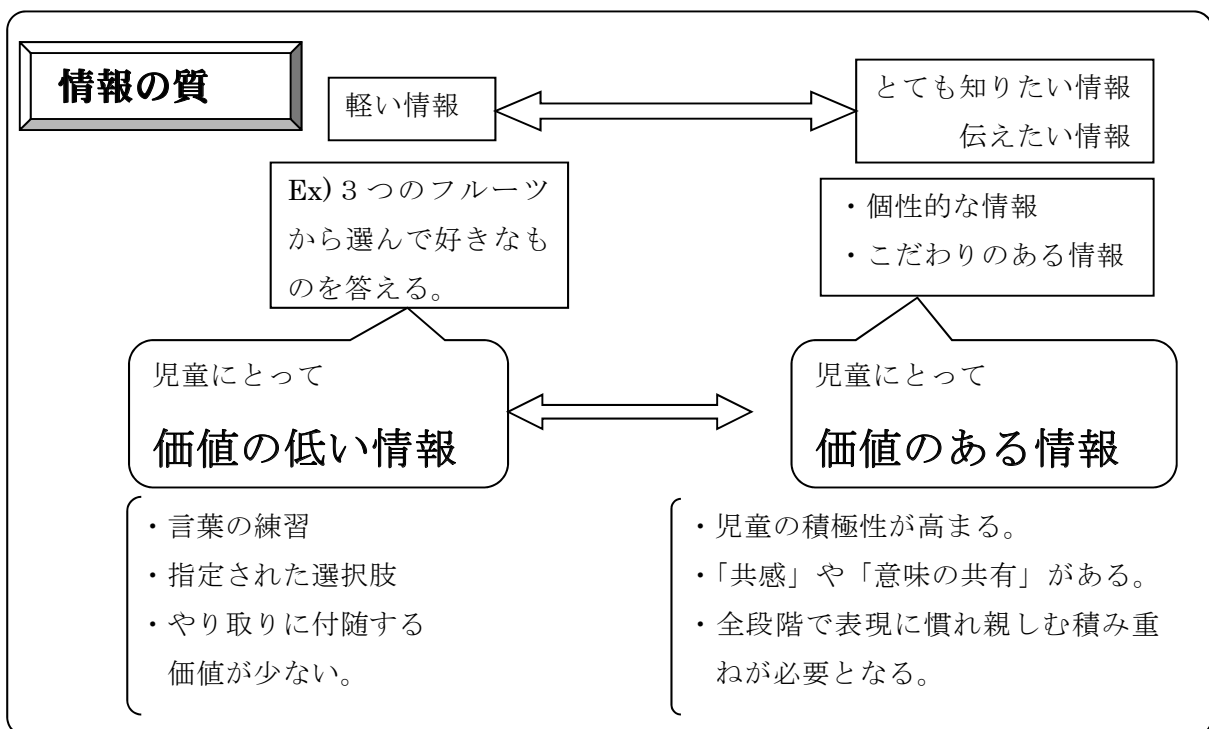 情報の質
軽い情報
とても知りたい情報
伝えたい情報
Ex)３つのフルーツ
から選んで好きなも
のを答える。
・個性的な情報
・こだわりのある情報
児童にとって
価値の低い情報
児童にとって
価値のある情報
・言葉の練習
・指定された選択肢
・やり取りに付随する
価値が少ない。
・児童の積極性が高まる。
・「共感」や「意味の共有」がある。
・全段階で表現に慣れ親しむ積み重
ねが必要となる。